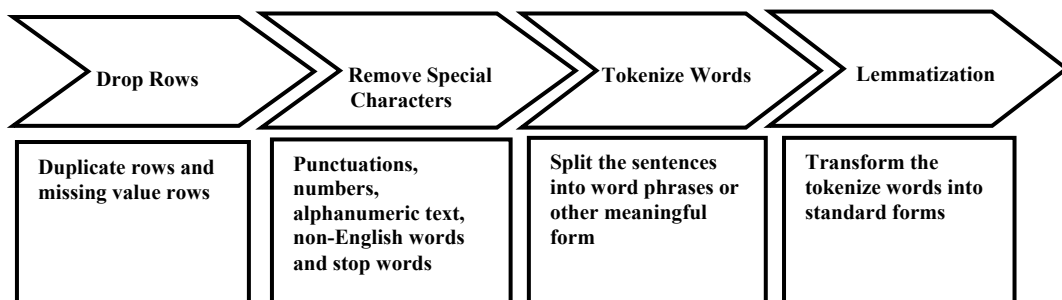 Drop Rows
Remove Special
Characters
Tokenize Words
Lemmatization
Duplicate rows and
missing value rows
Punctuations,
numbers,
alphanumeric text,
non-English words
and stop words
Split the sentences
into word phrases or
other meaningful
form
Transform the
tokenize words into
standard forms